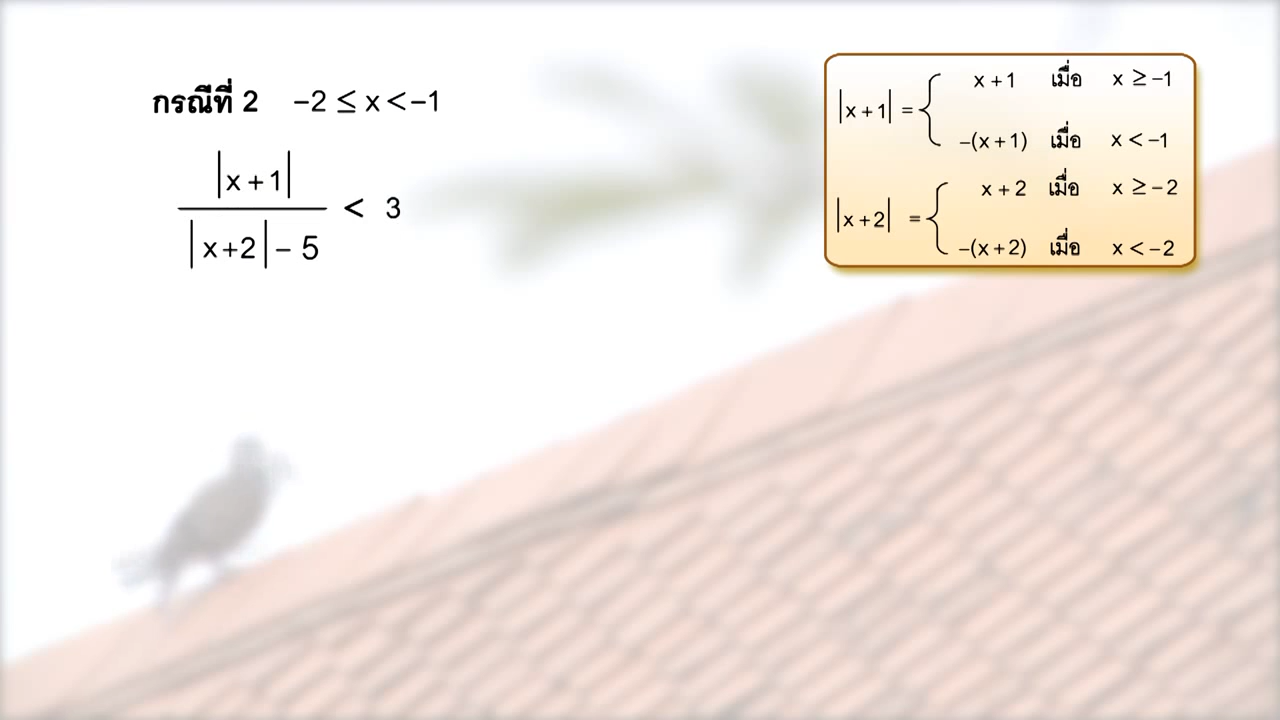 กรณีที่ 2 −2 ≤ x < −1
|x + 1|
< 3
|x+2| − 5
|x + 1| = { x + 1 เมื่อ x ≥ −1
−(x + 1) เมื่อ x < −1
|x + 2| = { x + 2 เมื่อ x ≥ − 2
−(x + 2) เมื่อ x < − 2